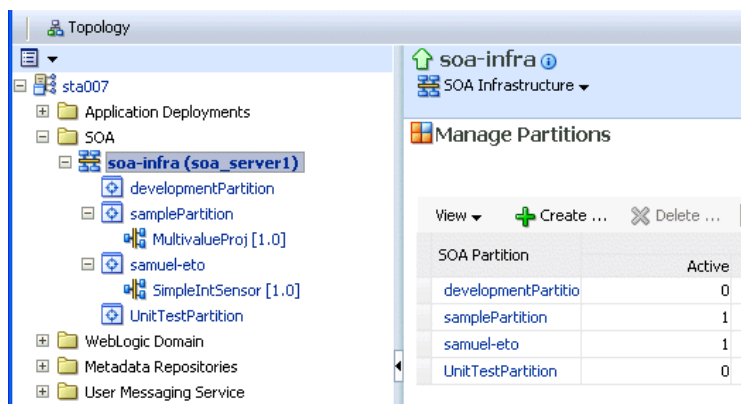 Topology
sta007
Application Deployments
SOA
soa-infra (soa_server1)
developmentPartition
samplePartition
MultivalueProj [1.0]
samuel-eto
SimpleIntSensor [1.0]
UnitTestPartition
WebLogic Domain
Metadata Repositories
User Messaging Service
soa-infra
SOA Infrastructure
Manage Partitions
View Create ... Delete ...
SOA Partition Active
developmentPartitio 0
samplePartition 1
samuel-eto 1
UnitTestPartition 0